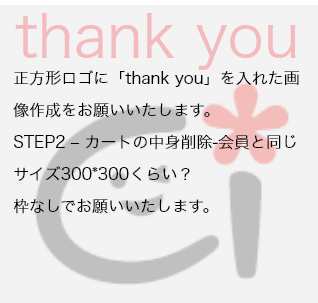 thank you
正方形ロゴに「thank you」を入れた画
像作成をお願いいたします。
STEP2 – カートの中身削除-会員と同じ
サイズ300*300くらい？
枠なしでお願いいたします。